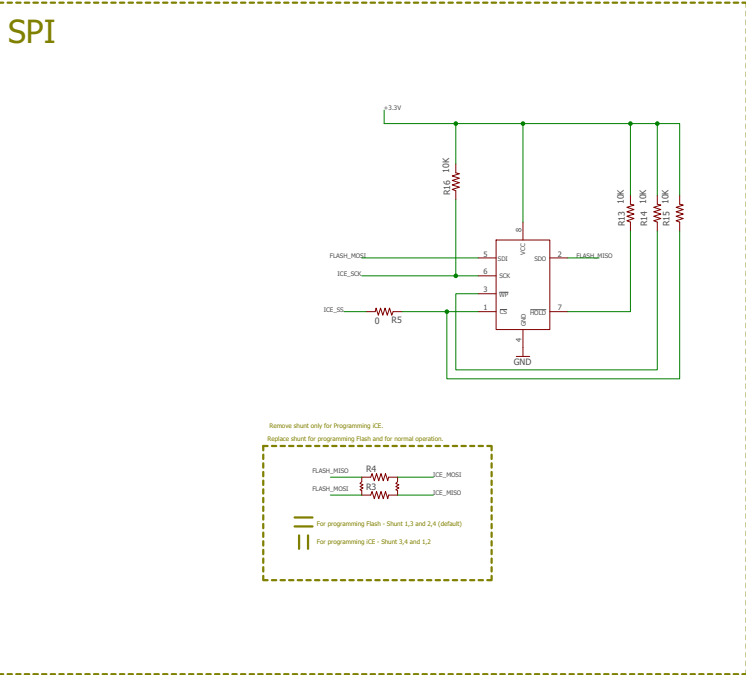 SPI
+3.3V
R16 10K
R13 10K
R14 10K
R15 10K
8
VCC
FLASH_MOSI
5
SDI
SDO
2
FLASH_MISO
ICE_SCK
6
SCK
3
WP
ICE_SS
0
R5
1
CS
HOLD
7
GND
4
GND
Remove shunt only for Programming iCE.
Replace shunt for programming Flash and for normal operation.
FLASH_MISO
R4
ICE_MOSI
FLASH_MOSI
R3
ICE_MISO
For programming Flash - Shunt 1,3 and 2,4 (default)
For programming iCE - Shunt 3,4 and 1,2